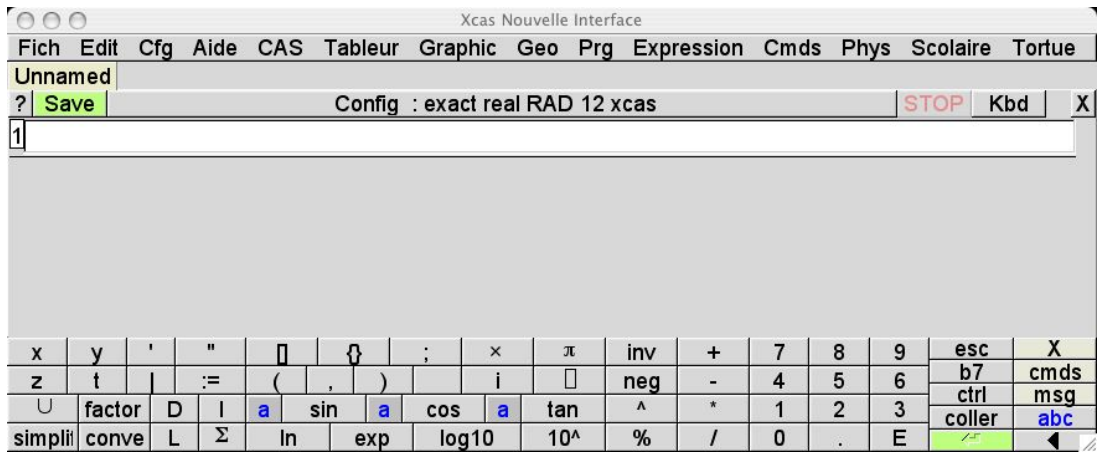 Xcas Nouvelle Interface
Fich Edit Cfg Aide CAS Tableur Graphic Geo Prg Expression Cmds Phys Scolaire Tortue
Unnamed
? Save Config : exact real RAD 12 xcas STOP Kbd X
1
x y ' " [] {} ; × π inv + 7 8 9 esc X
z t | := ( , ) i ▯ neg - 4 5 6 b7 cmds
∪ factor D I a sin a cos a tan ^ * 1 2 3 ctrl msg
simplif conve L Σ ln exp log10 10^ % / 0 . E coller abc